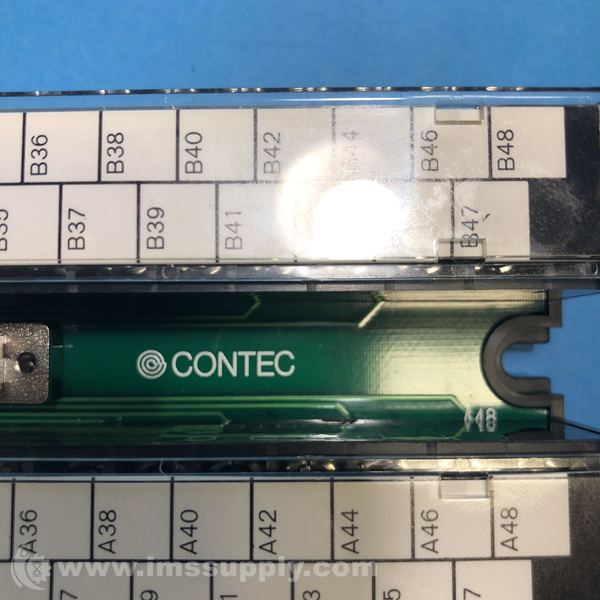 B36 B38 B40 B42 B44 B46 B48
B37 B39 B41 B47
CONTEC
A36 A38 A40 A42 A44 A46 A48
www.imssupply.com